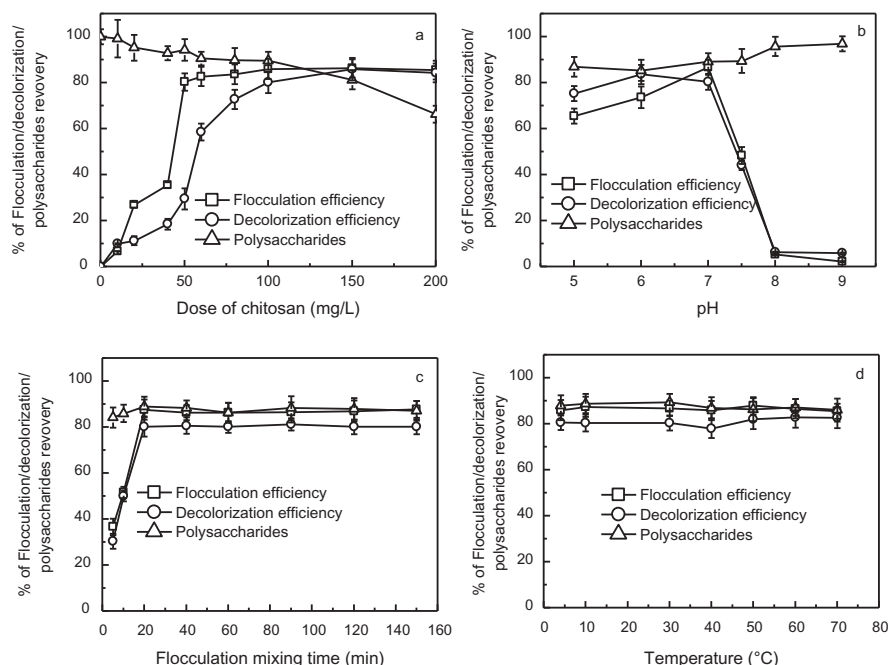 % of Flocculation/decolorization/
polysaccharides revovery
100
80
60
40
20
0
a
Flocculation efficiency
Decolorization efficiency
Polysaccharides
0
50
100
150
200
Dose of chitosan (mg/L)
% of Flocculation/decolorization/
polysaccharides revovery
100
80
60
40
20
0
b
Flocculation efficiency
Decolorization efficiency
Polysaccharides
5
6
7
8
9
pH
% of Flocculation/decolorization/
polysaccharides revovery
100
80
60
40
20
0
c
Flocculation efficiency
Decolorization efficiency
Polysaccharides
0
20
40
60
80
100
120
140
160
Flocculation mixing time (min)
% of Flocculation/decolorization/
polysaccharides revovery
100
80
60
40
20
0
d
Flocculation efficiency
Decolorization efficiency
Polysaccharides
0
10
20
30
40
50
60
70
80
Temperature (°C)